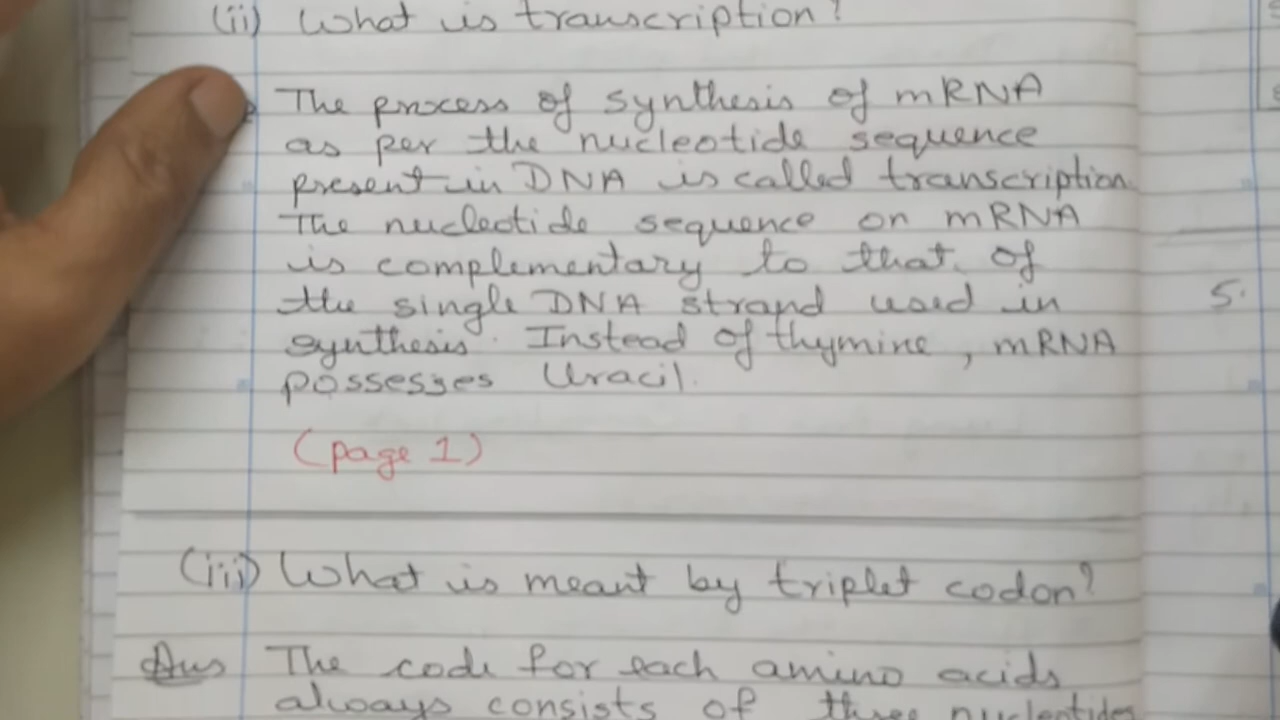 (ii) What is transcription?
The process of synthesis of mRNA
as per the nucleotide sequence
present in DNA is called transcription.
The nucleotide sequence on mRNA
is complementary to that of
the single DNA strand used in
synthesis. Instead of thymine, mRNA
possesses Uracil.
(page 1)
(iii) What is meant by triplet codon?
Ans The code for each amino acids
always consists of three nucleotides
5.